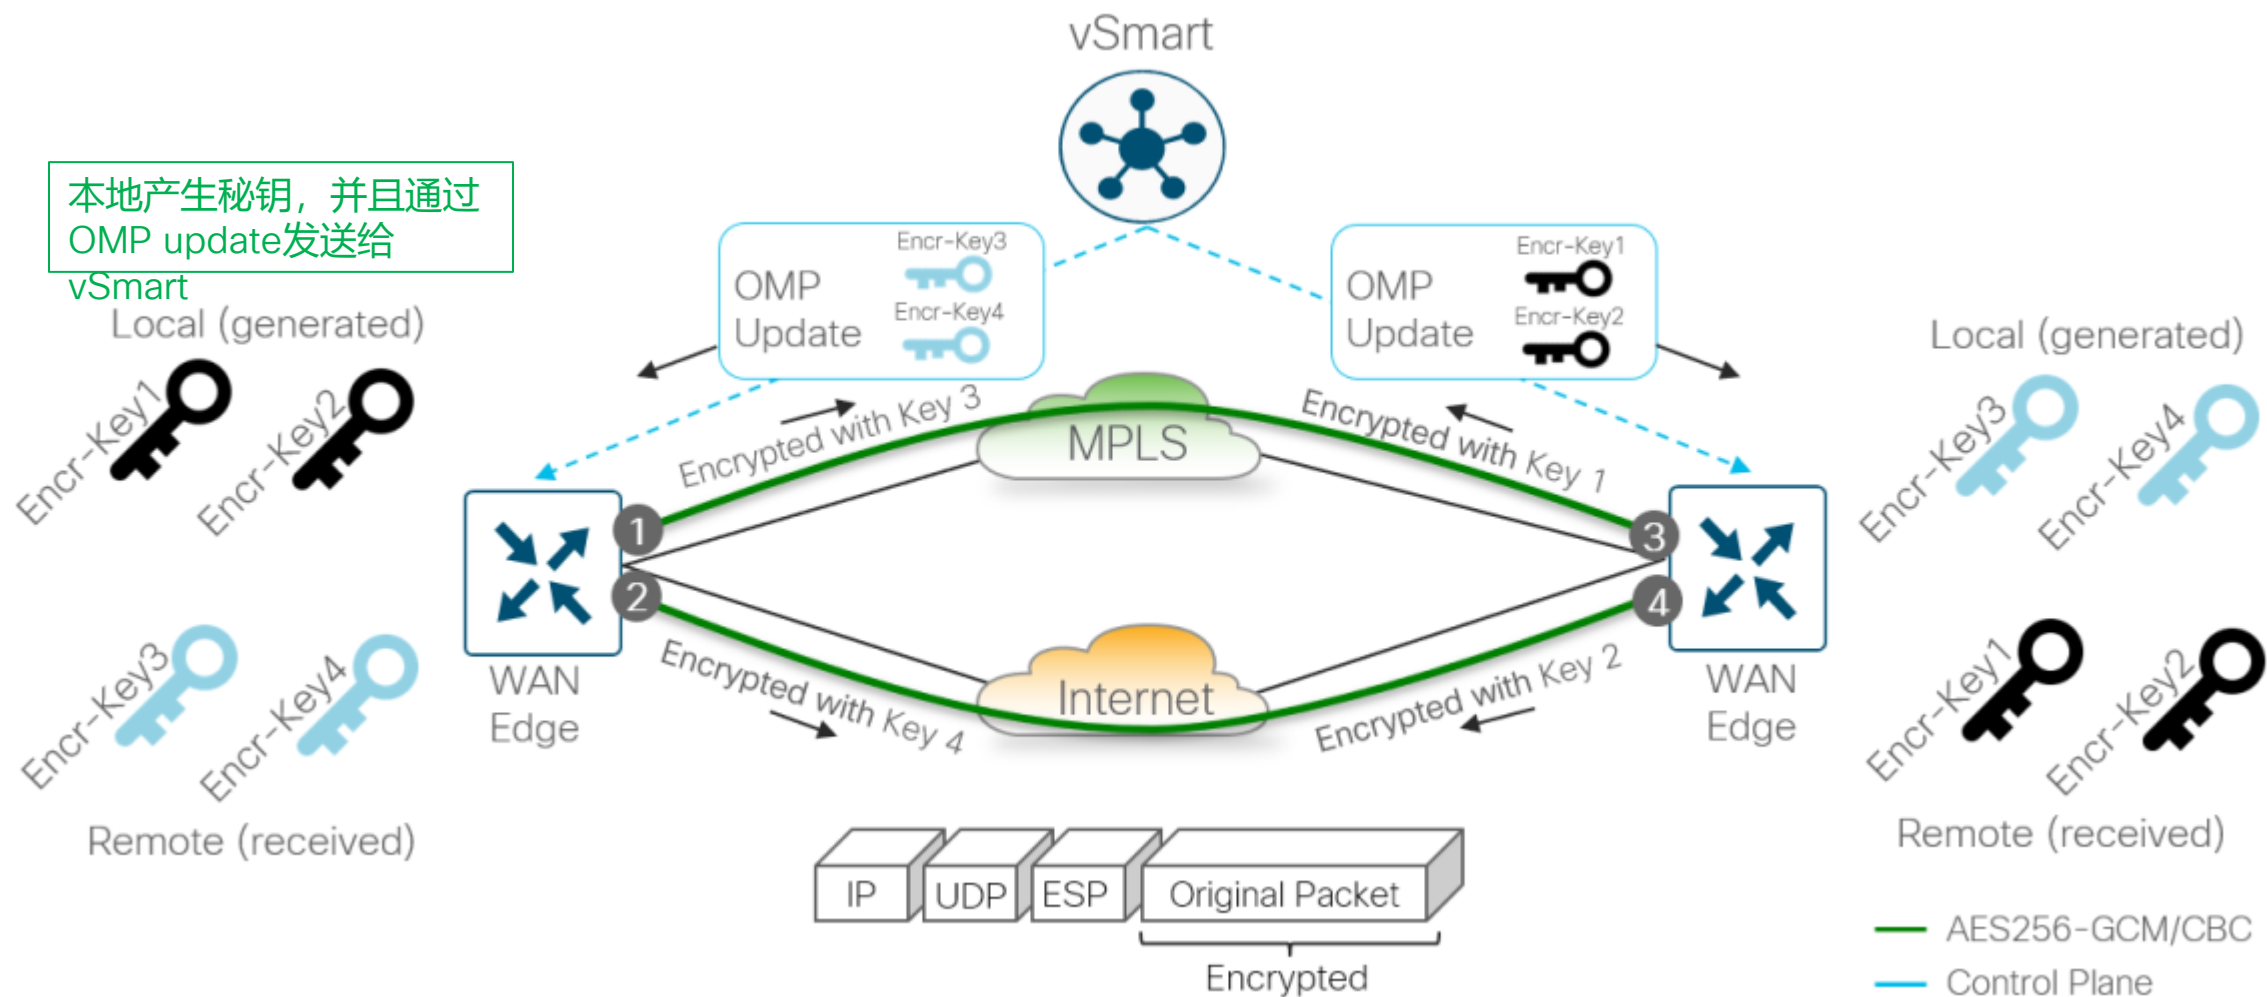 vSmart
本地产生秘钥，并且通过
OMP update发送给
vSmart
Local (generated)
Encr-Key1
Encr-Key2
OMP
Update
Encr-Key3
Encr-Key4
OMP
Update
Encr-Key1
Encr-Key2
Local (generated)
Encr-Key3
Encr-Key4
Encrypted with Key 3
MPLS
Encrypted with Key 1
1
2
3
4
Encr-Key3
Encr-Key4
Remote (received)
WAN
Edge
Encrypted with Key 4
Internet
Encrypted with Key 2
WAN
Edge
Encr-Key1
Encr-Key2
Remote (received)
IP
UDP
ESP
Original Packet
Encrypted
AES256-GCM/CBC
Control Plane